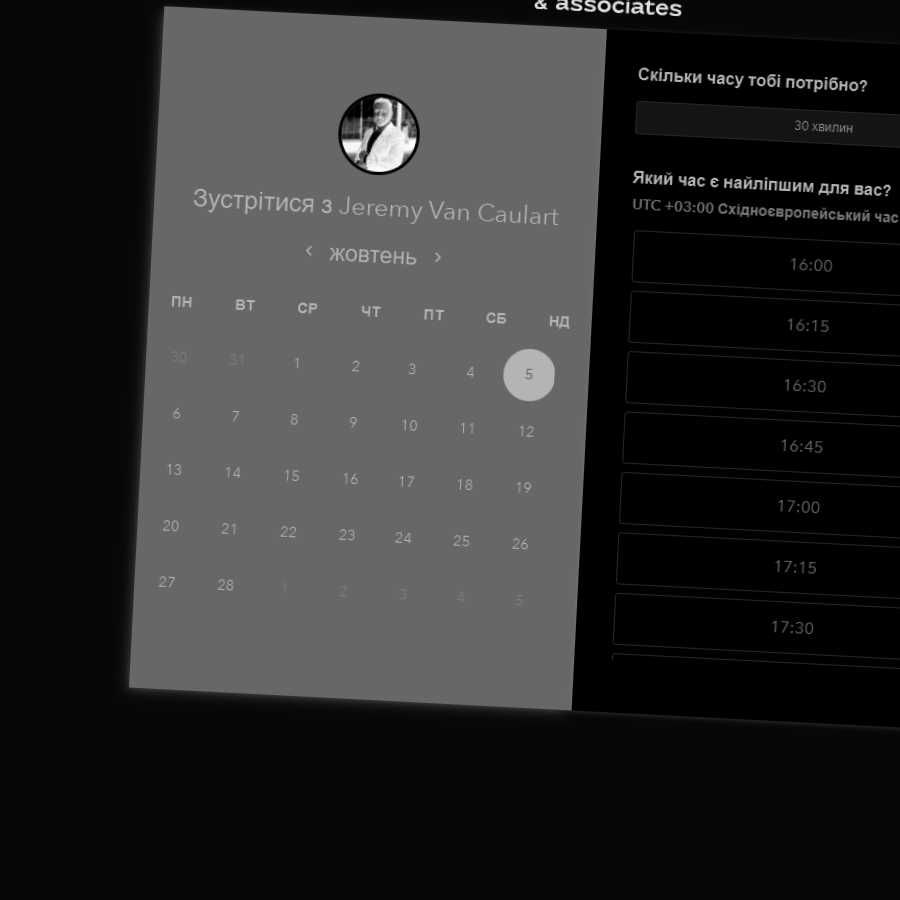 & associates
Зустрітися з Jeremy Van Caulart
жовтень
ПН ВТ СР ЧТ ПТ СБ НД
30 31 1 2 3 4 5
6 7 8 9 10 11 12
13 14 15 16 17 18 19
20 21 22 23 24 25 26
27 28 1 2 3 4 5
Скільки часу тобі потрібно?
30 хвилин
Який час є найліпшим для вас?
UTC +03:00 Східноєвропейський час
16:00
16:15
16:30
16:45
17:00
17:15
17:30